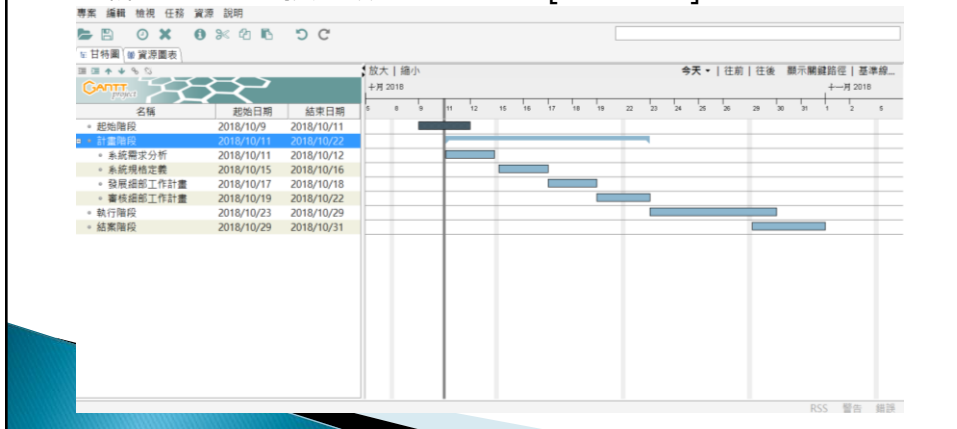 專案 編輯 檢視 任務 資源 說明
甘特圖 資源圖表
放大 | 縮小 今天 | 往前 | 往後 顯示關鍵路徑 | 基準線...
GANTT project
十月 2018 十一月 2018
名稱 起始日期 結束日期
5 8 9 11 12 15 16 17 18 19 22 23 24 25 26 29 30 31 1 2 5
起始階段 2018/10/9 2018/10/11
計畫階段 2018/10/11 2018/10/22
系統需求分析 2018/10/11 2018/10/12
系統規格定義 2018/10/15 2018/10/16
發展細部工作計畫 2018/10/17 2018/10/18
審核細部工作計畫 2018/10/19 2018/10/22
執行階段 2018/10/23 2018/10/29
結案階段 2018/10/29 2018/10/31
RSS 警告 錯誤